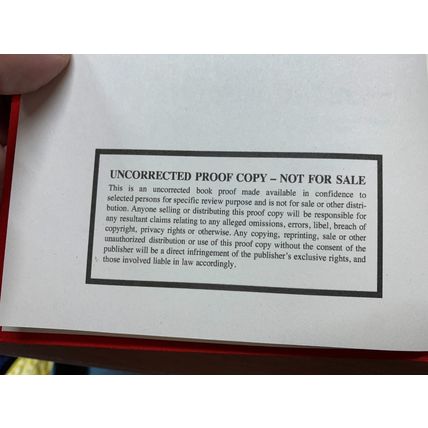 UNCORRECTED PROOF COPY – NOT FOR SALE
This is an uncorrected book proof made available in confidence to
selected persons for specific review purpose and is not for sale or other distri-
bution. Anyone selling or distributing this proof copy will be responsible for
any resultant claims relating to any alleged omissions, errors, libel, breach of
copyright, privacy rights or otherwise. Any copying, reprinting, sale or other
unauthorized distribution or use of this proof copy without the consent of the
publisher will be a direct infringement of the publisher's exclusive rights, and
those involved liable in law accordingly.